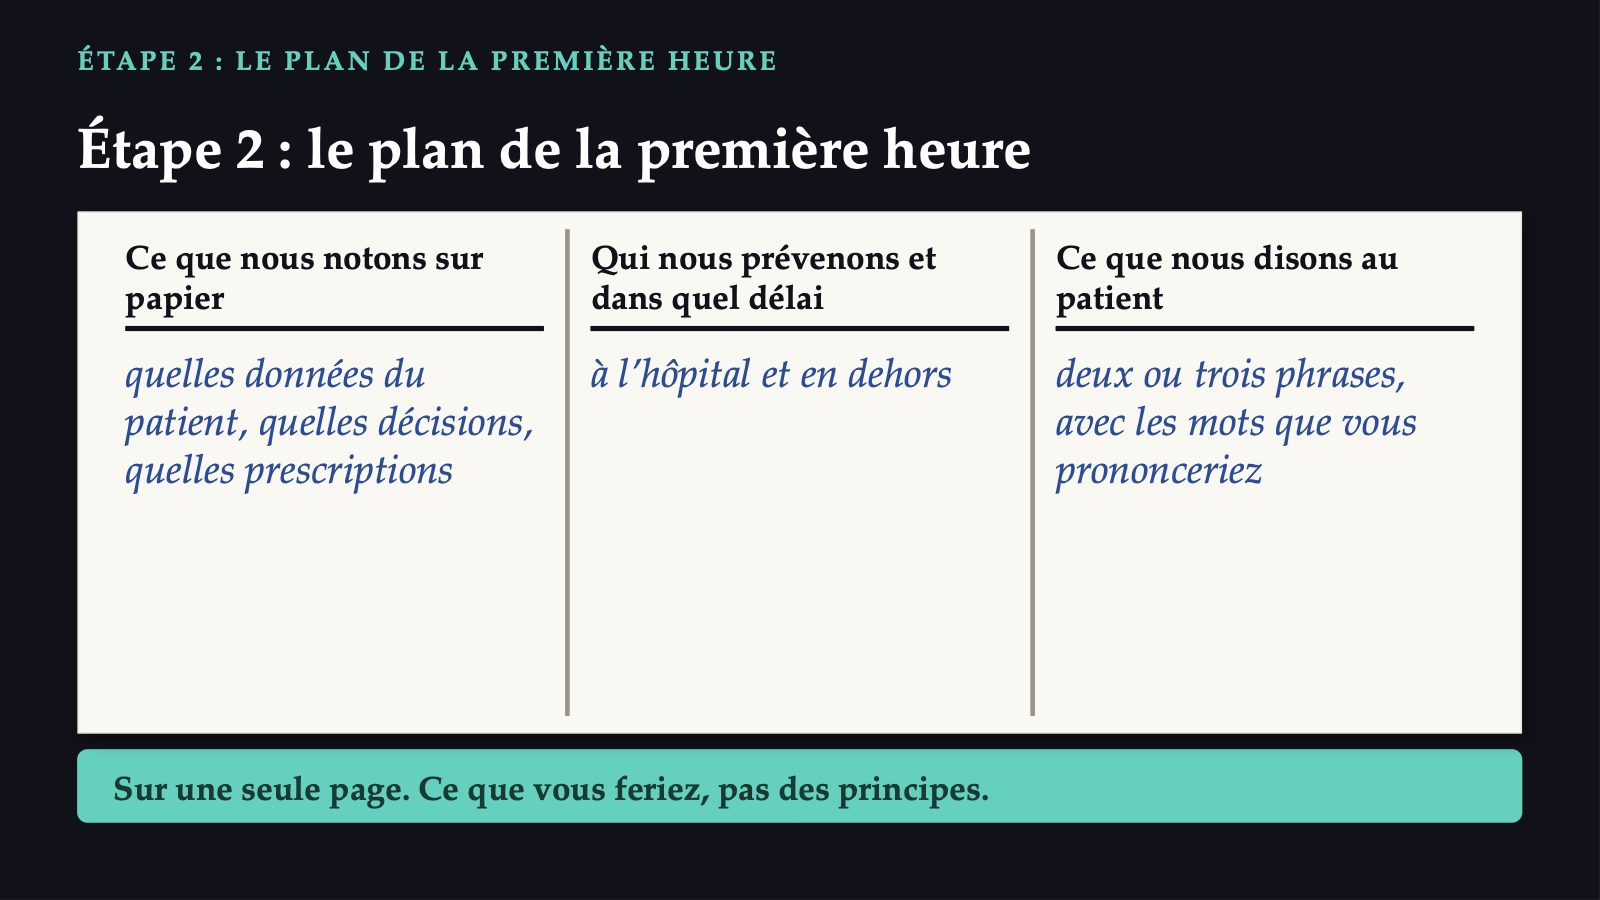 ÉTAPE 2 : LE PLAN DE LA PREMIÈRE HEURE
Étape 2 : le plan de la première heure
Ce que nous notons sur
papier
quelles données du
patient, quelles décisions,
quelles prescriptions
Qui nous prévenons et
dans quel délai
à l’hôpital et en dehors
Ce que nous disons au
patient
deux ou trois phrases,
avec les mots que vous
prononceriez
Sur une seule page. Ce que vous feriez, pas des principes.